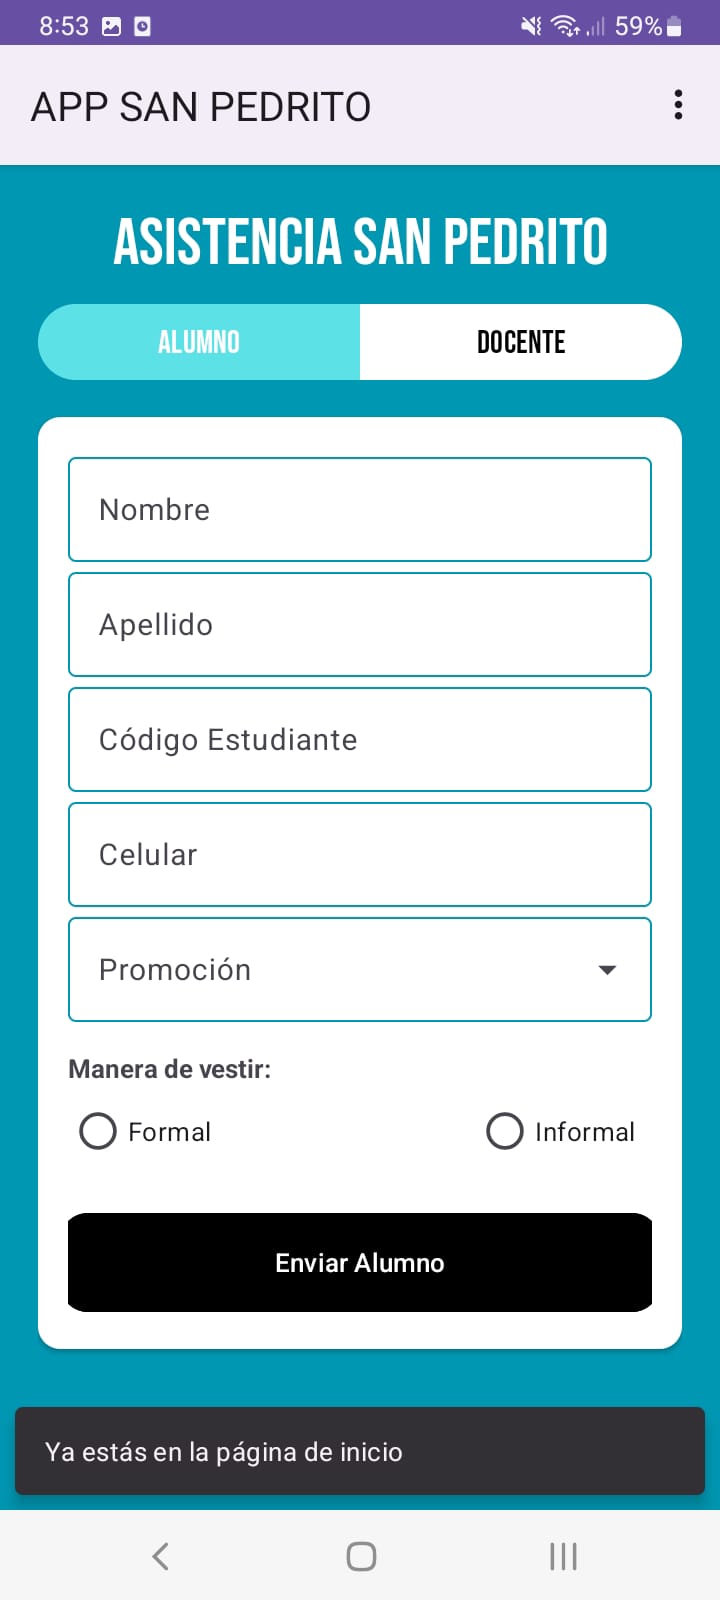 8:53 59%
APP SAN PEDRITO
ASISTENCIA SAN PEDRITO
ALUMNO DOCENTE
Nombre
Apellido
Código Estudiante
Celular
Promoción
Manera de vestir:
Formal Informal
Enviar Alumno
Ya estás en la página de inicio